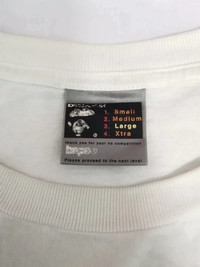 1. Small
2. Medium
3. Large
4. Xtra
thank you for your no competition
Please proceed to the next level